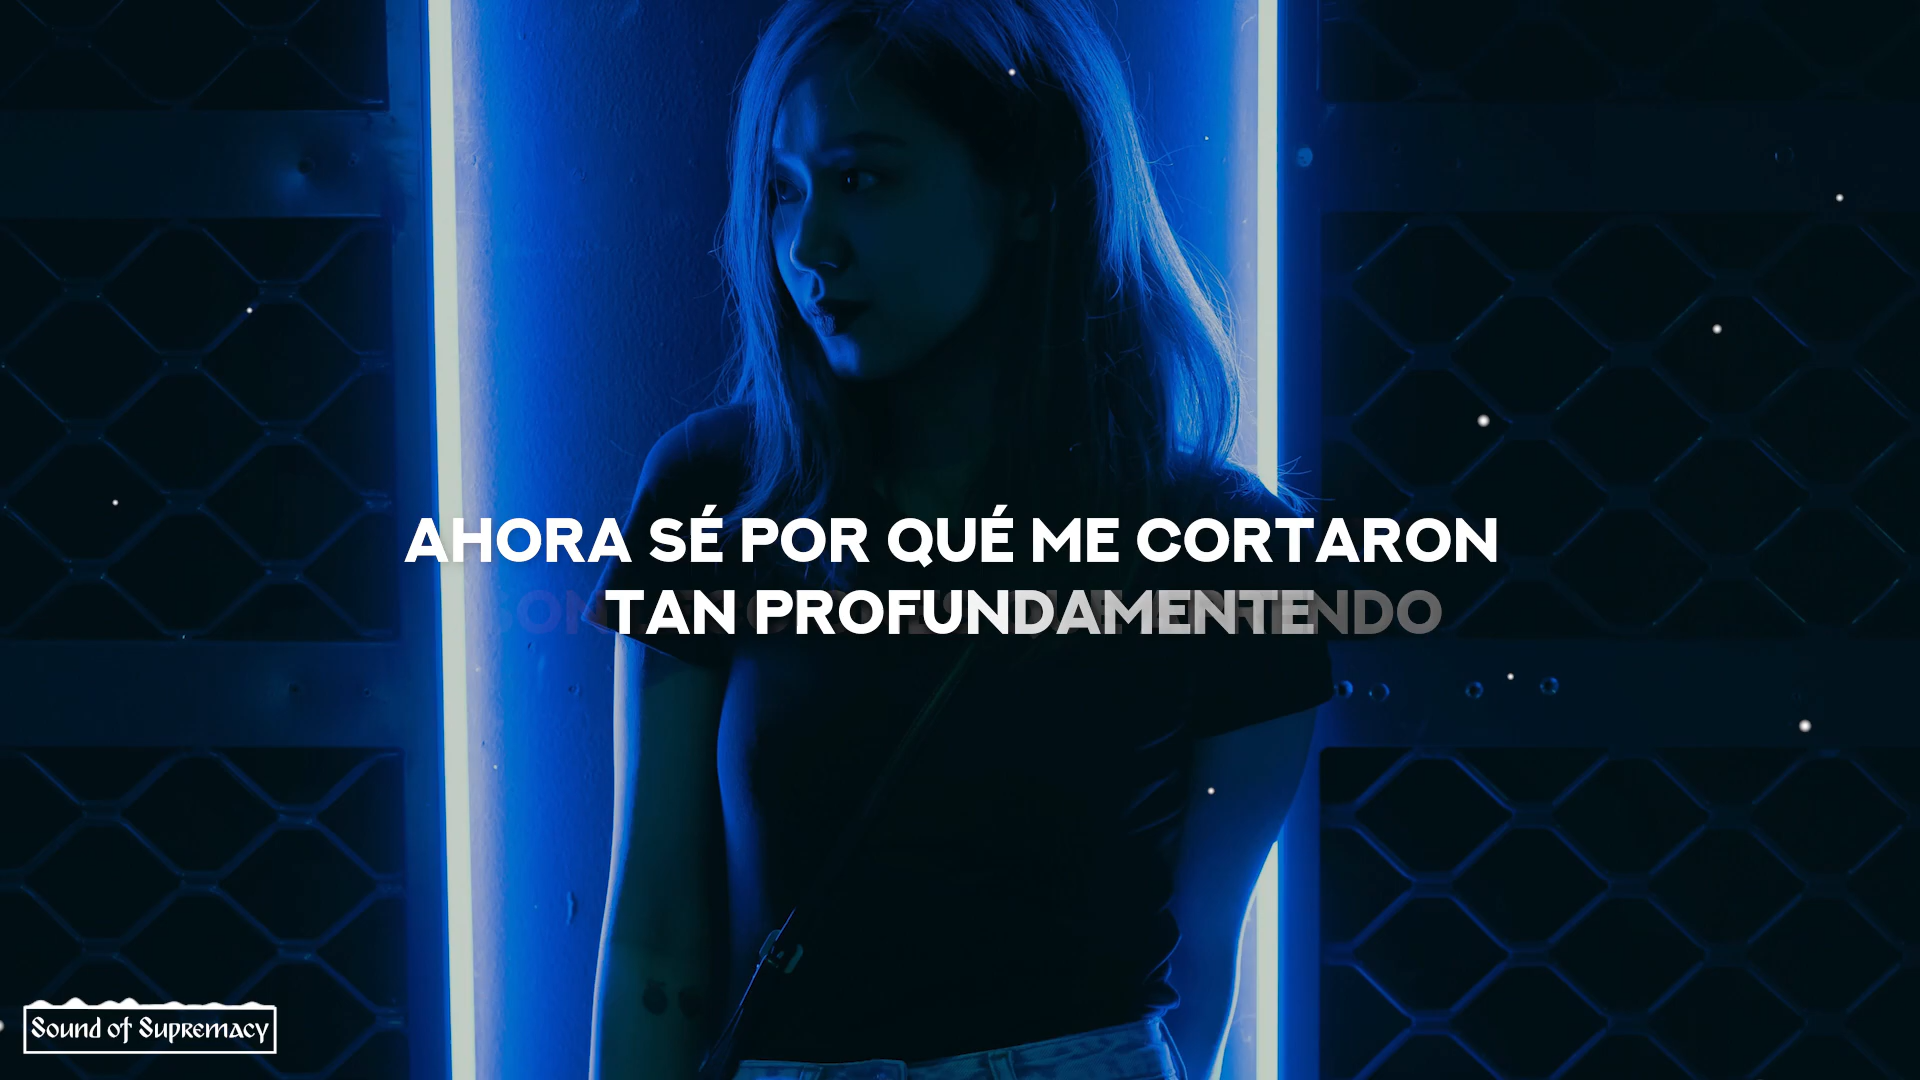 AHORA SÉ POR QUÉ ME CORTARON
TAN PROFUNDAMENTE
Sound of Supremacy